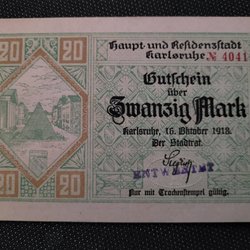 20 20
Haupt- und Residenzstadt
Karlsruhe № 4041
Gutschein
über
Zwanzig Mark
Karlsruhe, 16. Oktober 1918.
Der Stadtrat.
ENTWERTET.
Nur mit Trockenstempel gültig.
20 20